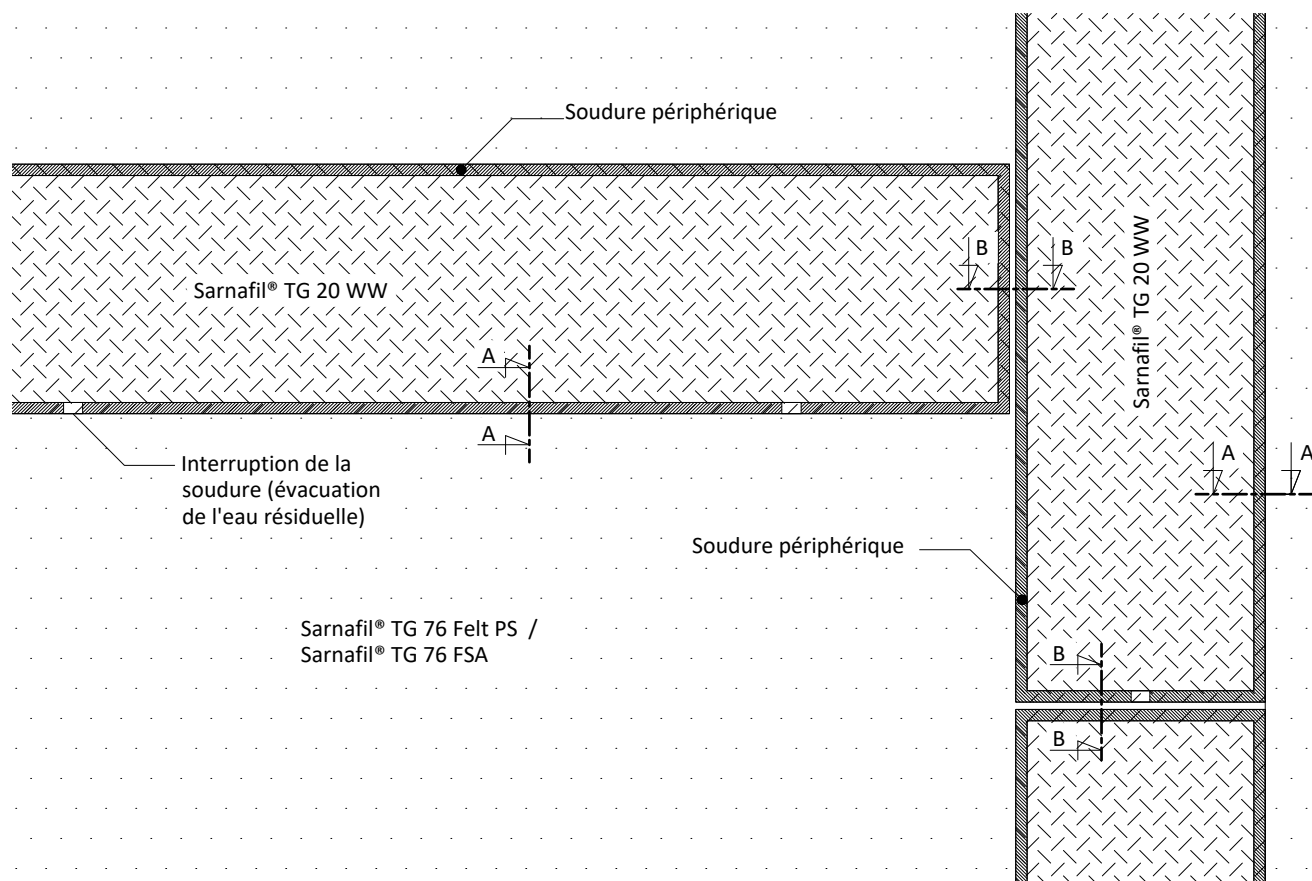 Soudure périphérique
Sarnafil® TG 20 WW
B
B
Sarnafil® TG 20 WW
A
A
A
A
Interruption de la
soudure (évacuation
de l'eau résiduelle)
Soudure périphérique
Sarnafil® TG 76 Felt PS /
Sarnafil® TG 76 FSA
B
B